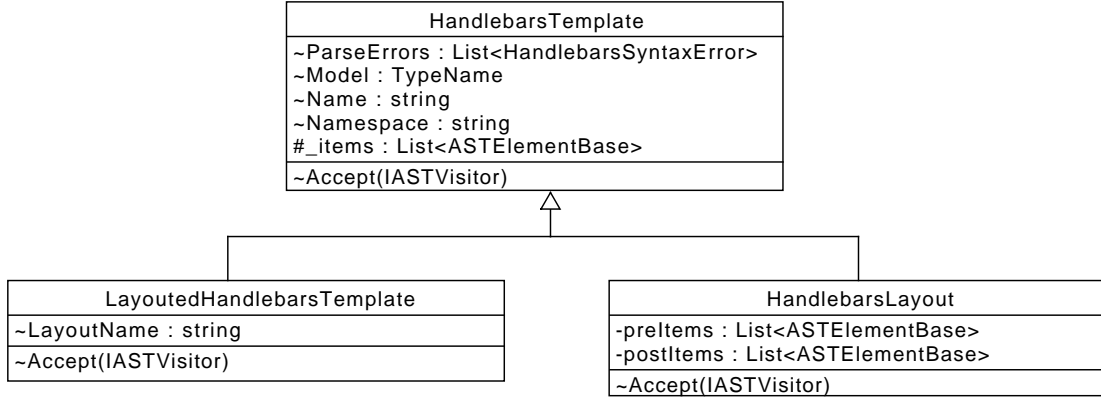 HandlebarsTemplate
~ParseErrors : List<HandlebarsSyntaxError>
~Model : TypeName
~Name : string
~Namespace : string
#_items : List<ASTElementBase>
~Accept(IASTVisitor)
LayoutedHandlebarsTemplate
~LayoutName : string
~Accept(IASTVisitor)
HandlebarsLayout
-preItems : List<ASTElementBase>
-postItems : List<ASTElementBase>
~Accept(IASTVisitor)